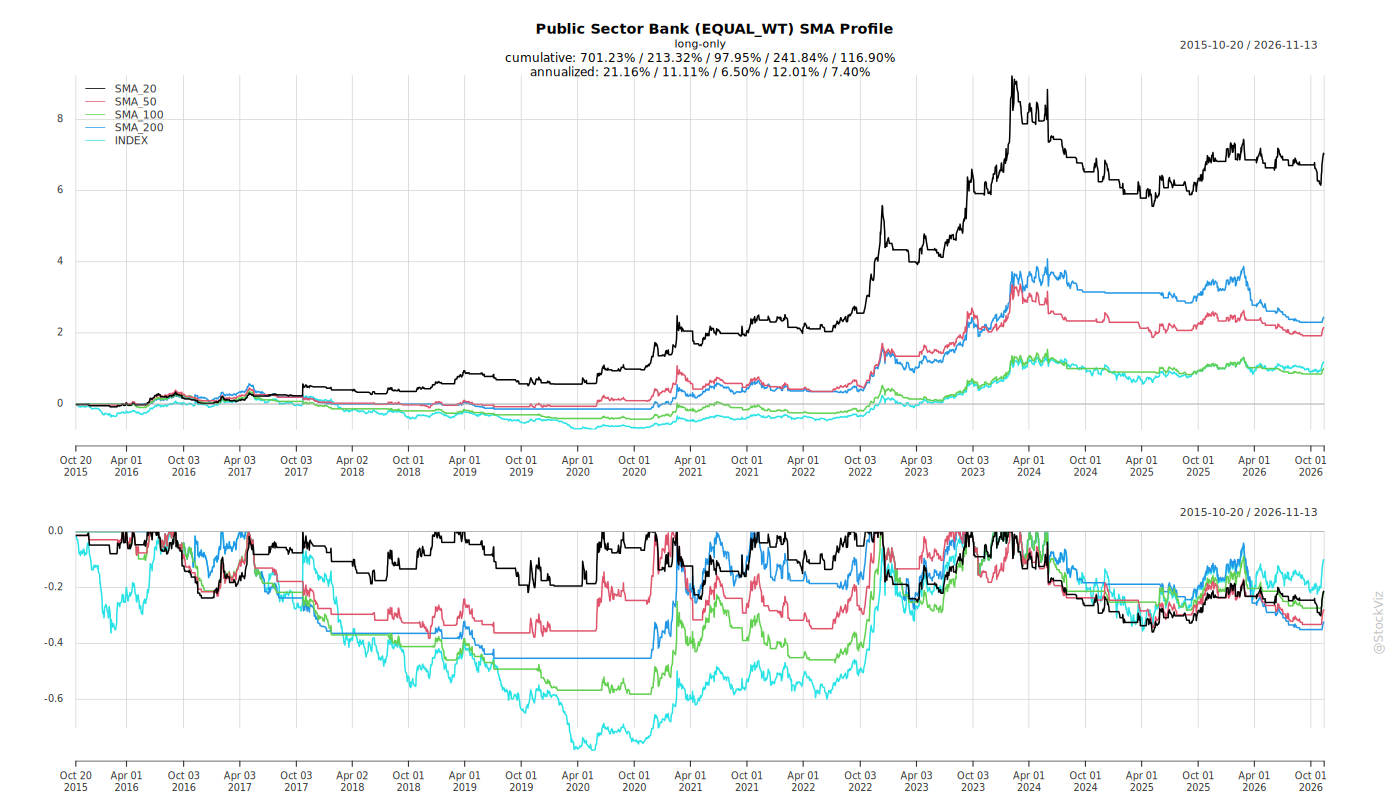 Public Sector Bank (EQUAL_WT) SMA Profile
long-only
cumulative: 701.23% / 213.32% / 97.95% / 241.84% / 116.90%
annualized: 21.16% / 11.11% / 6.50% / 12.01% / 7.40%
2015-10-20 / 2026-11-13
SMA_20
SMA_50
SMA_100
SMA_200
INDEX
8
6
4
2
0
Oct 20 Apr 01 Oct 03 Apr 03 Oct 03 Apr 02 Oct 01 Apr 01 Oct 01 Apr 01 Oct 01 Apr 01 Oct 01 Apr 01 Oct 03 Apr 03 Oct 03 Apr 01 Oct 01 Apr 01 Oct 01 Apr 01 Oct 01
2015 2016 2016 2017 2017 2018 2018 2019 2019 2020 2020 2021 2021 2022 2022 2023 2023 2024 2024 2025 2025 2026 2026
2015-10-20 / 2026-11-13
0.0
-0.2
-0.4
-0.6
Oct 20 Apr 01 Oct 03 Apr 03 Oct 03 Apr 02 Oct 01 Apr 01 Oct 01 Apr 01 Oct 01 Apr 01 Oct 01 Apr 01 Oct 03 Apr 03 Oct 03 Apr 01 Oct 01 Apr 01 Oct 01 Apr 01 Oct 01
2015 2016 2016 2017 2017 2018 2018 2019 2019 2020 2020 2021 2021 2022 2022 2023 2023 2024 2024 2025 2025 2026 2026
@StockViz